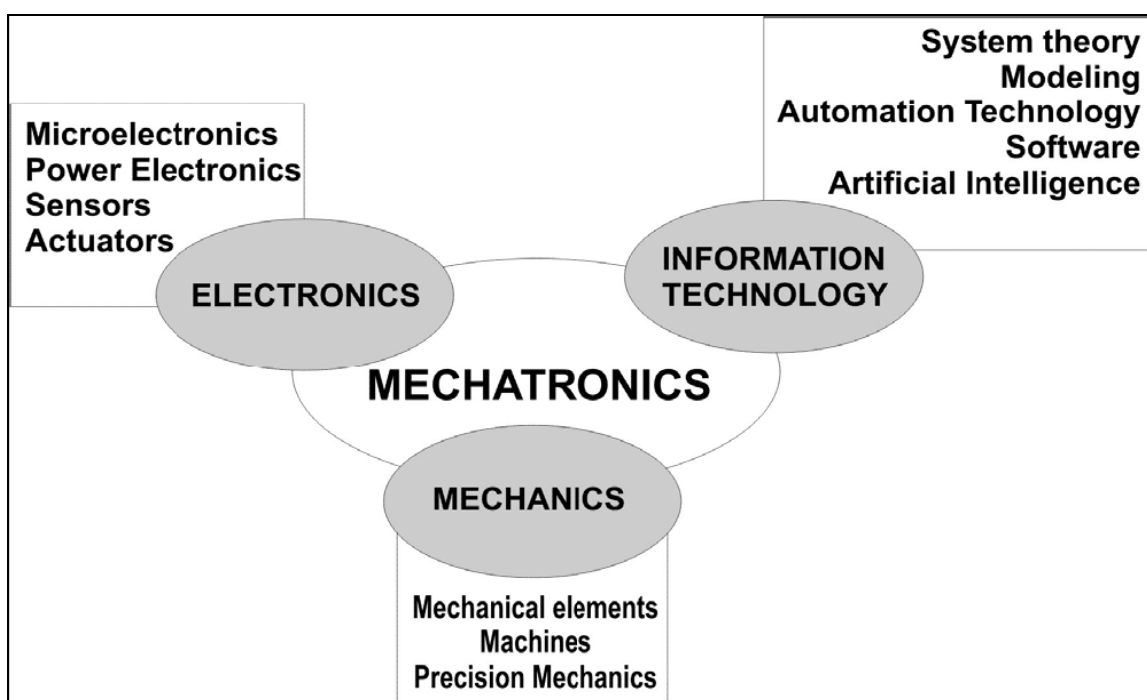 System theory
Modeling
Automation Technology
Software
Artificial Intelligence
Microelectronics
Power Electronics
Sensors
Actuators
ELECTRONICS
INFORMATION
TECHNOLOGY
MECHATRONICS
MECHANICS
Mechanical elements
Machines
Precision Mechanics